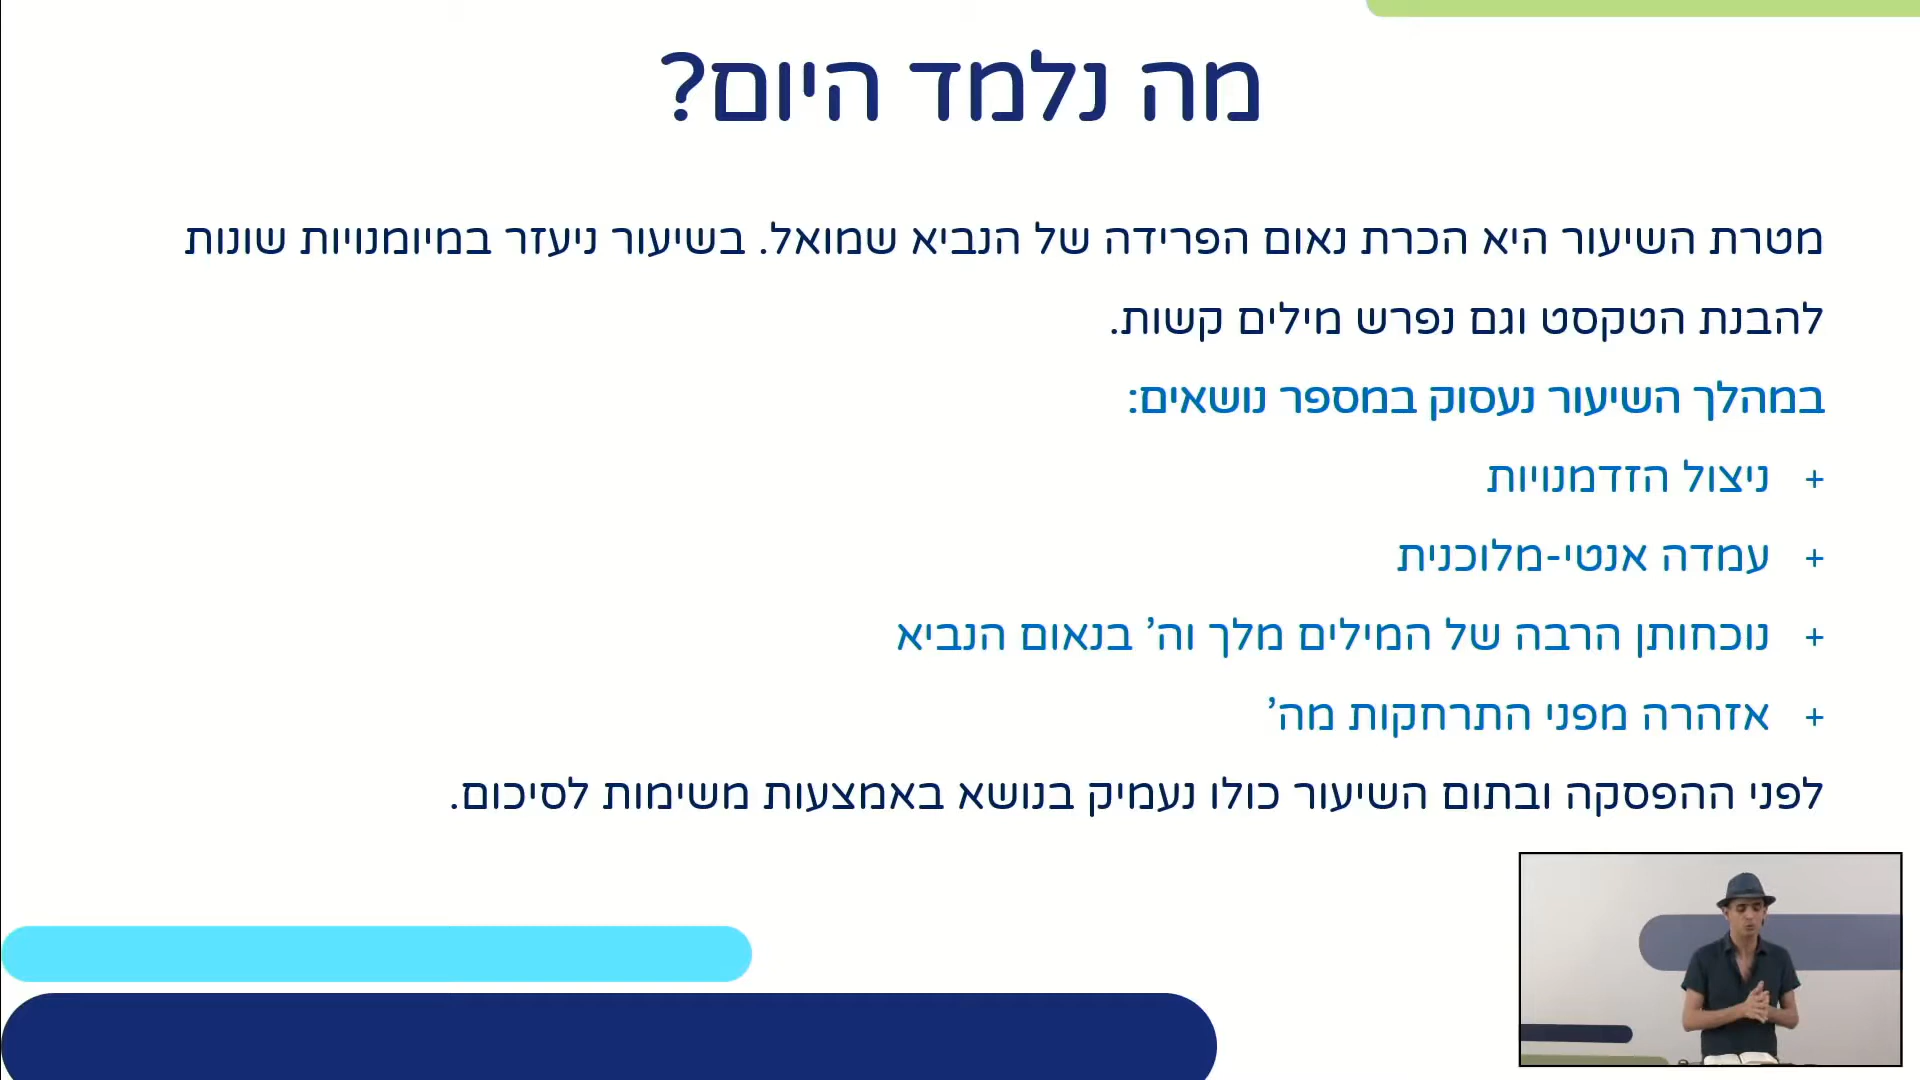 מה נלמד היום?
מטרת השיעור היא הכרת נאום הפרידה של הנביא שמואל. בשיעור ניעזר במיומנויות שונות
להבנת הטקסט וגם נפרש מילים קשות.
במהלך השיעור נעסוק במספר נושאים:
+ ניצול הזדמנויות
+ עמדה אנטי-מלוכנית
+ נוכחותן הרבה של המילים מלך וה' בנאום הנביא
+ אזהרה מפני התרחקות מה'
לפני ההפסקה ובתום השיעור כולו נעמיק בנושא באמצעות משימות לסיכום.